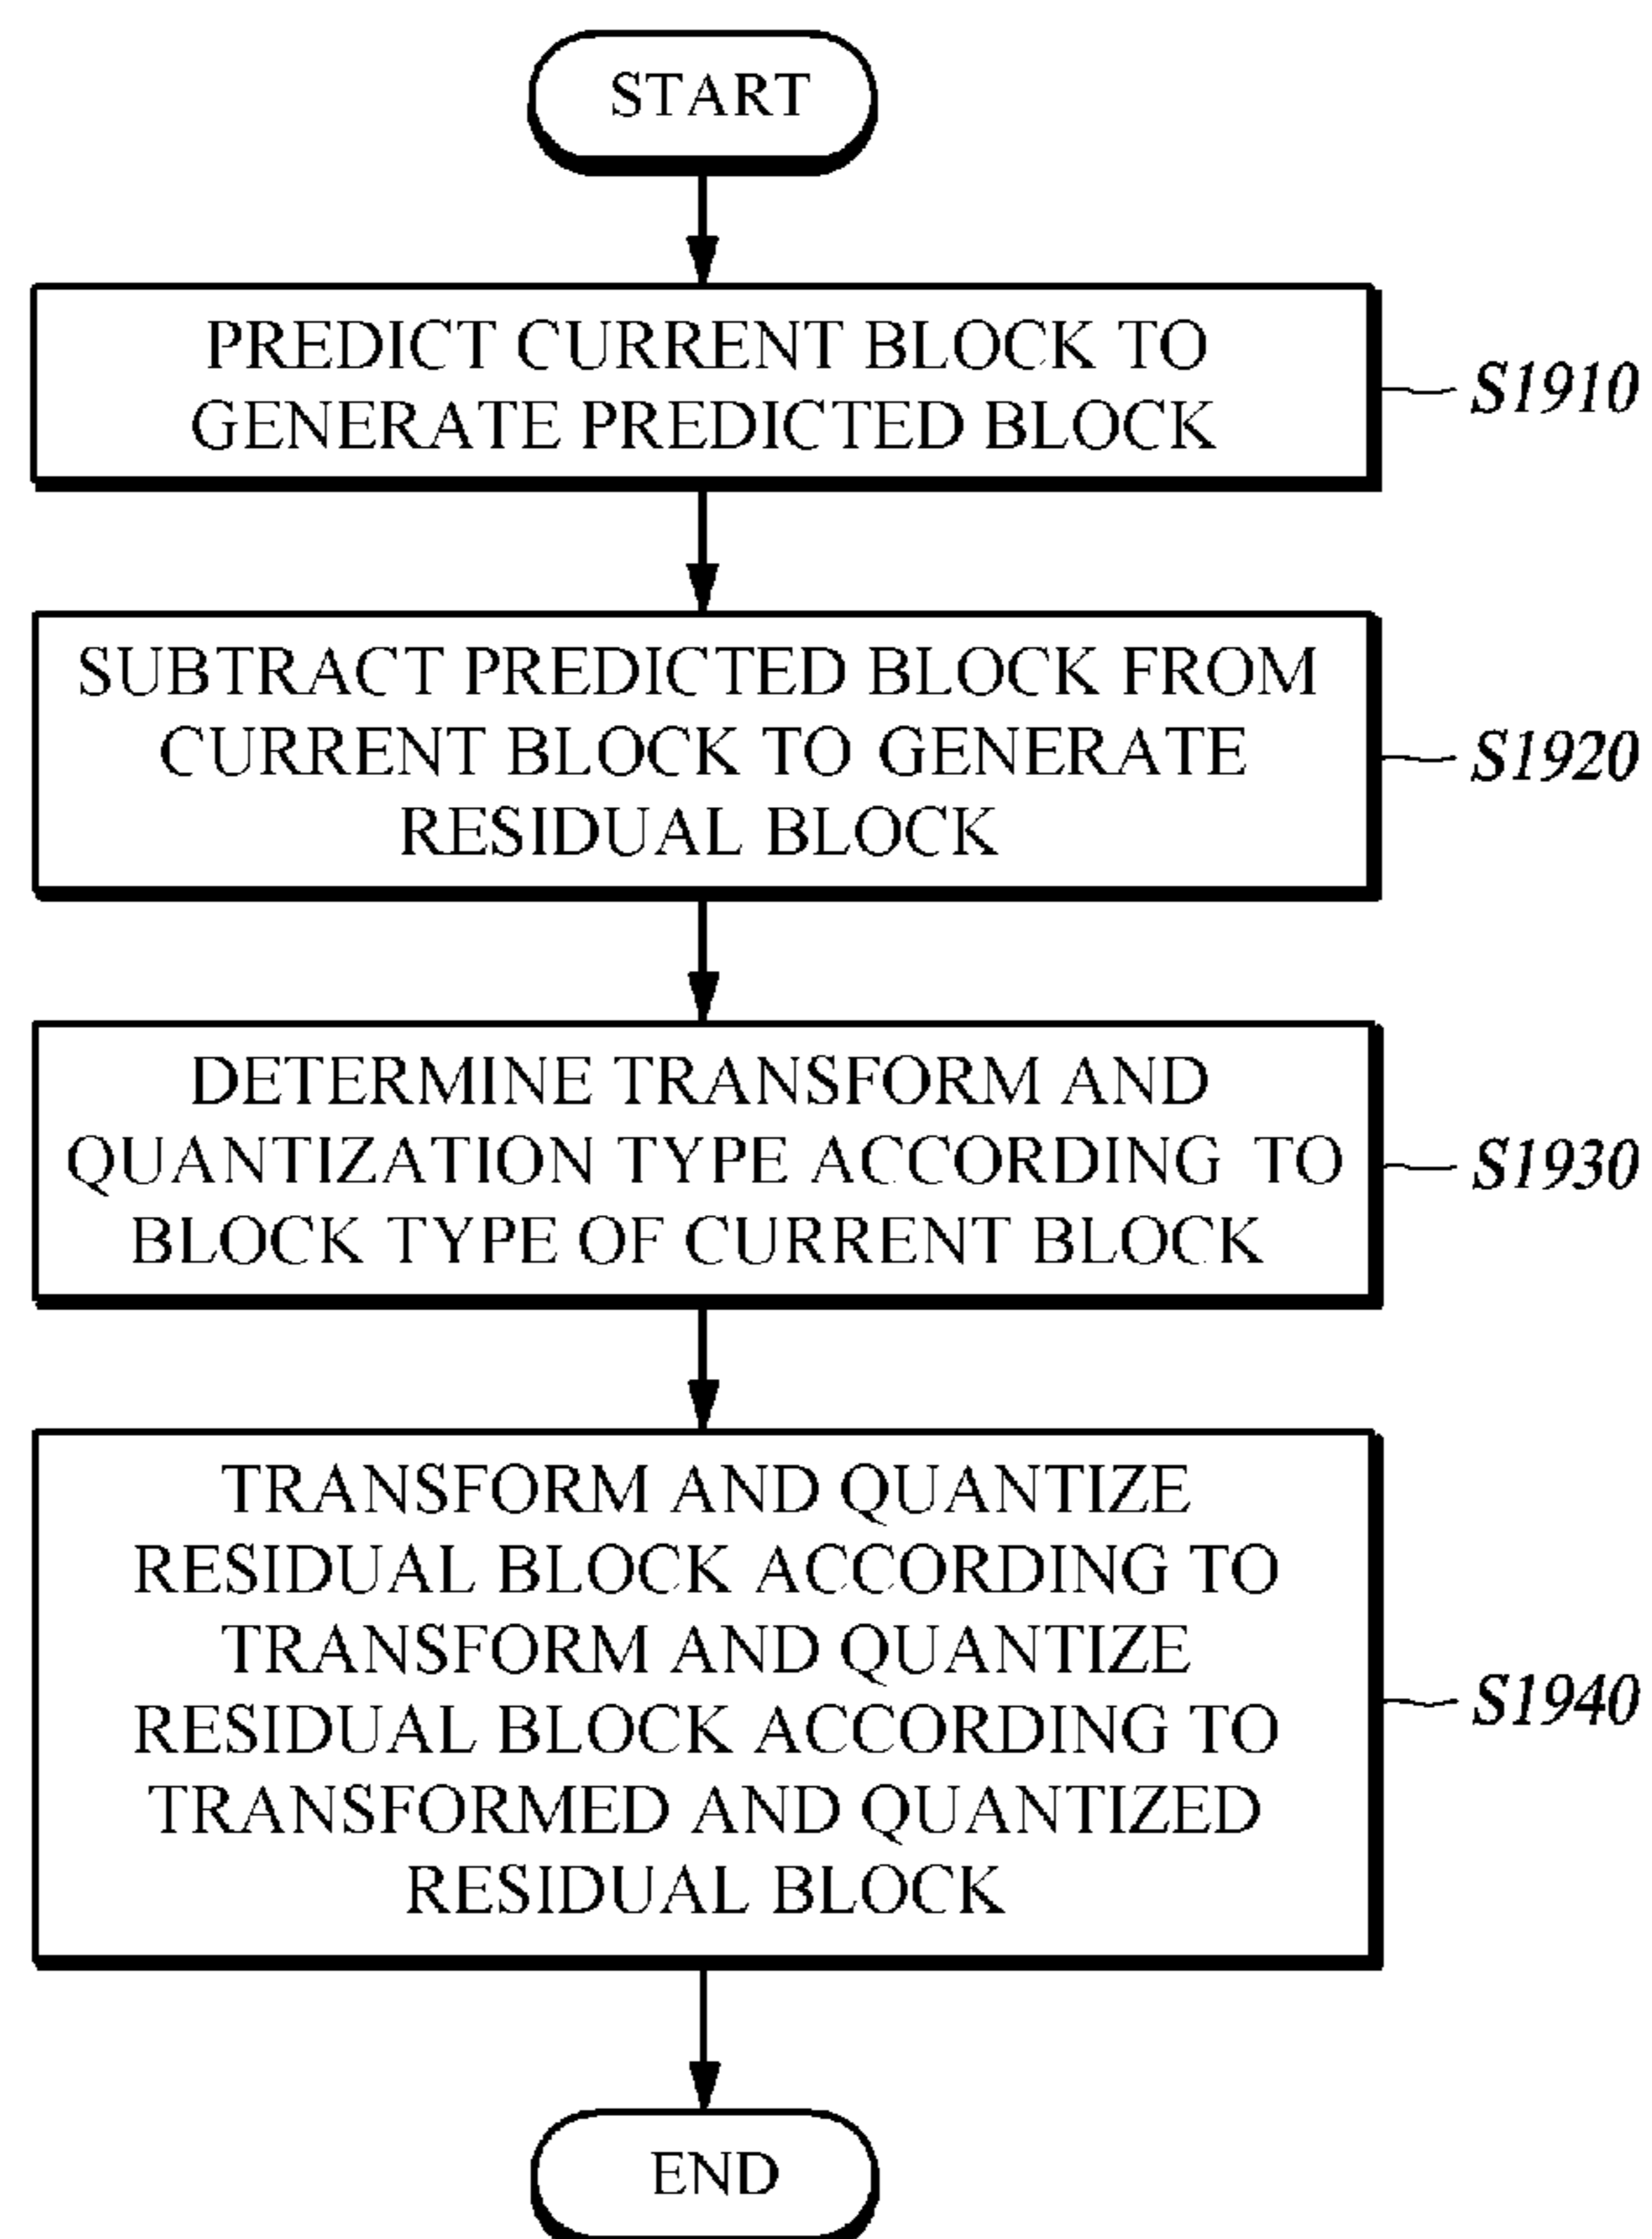 START
PREDICT CURRENT BLOCK TO
GENERATE PREDICTED BLOCK
S1910
SUBTRACT PREDICTED BLOCK FROM
CURRENT BLOCK TO GENERATE
RESIDUAL BLOCK
S1920
DETERMINE TRANSFORM AND
QUANTIZATION TYPE ACCORDING TO
BLOCK TYPE OF CURRENT BLOCK
S1930
TRANSFORM AND QUANTIZE
RESIDUAL BLOCK ACCORDING TO
TRANSFORM AND QUANTIZE
RESIDUAL BLOCK ACCORDING TO
TRANSFORMED AND QUANTIZED
RESIDUAL BLOCK
S1940
END